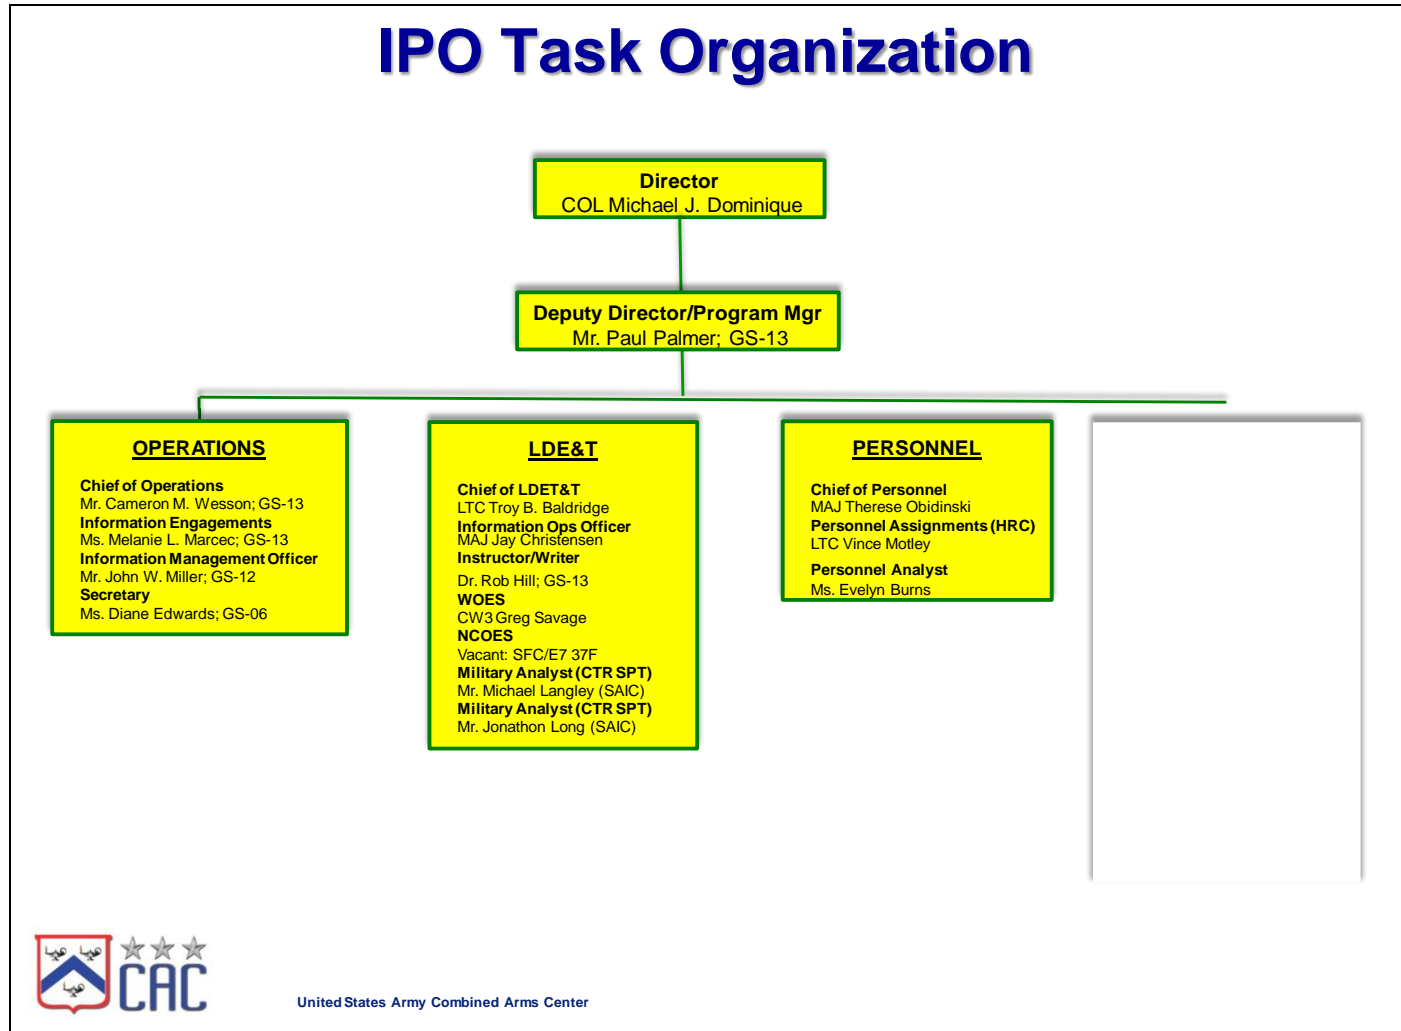 IPO Task Organization
Director
COL Michael J. Dominique
Deputy Director/Program Mgr
Mr. Paul Palmer; GS-13
OPERATIONS
Chief of Operations
Mr. Cameron M. Wesson; GS-13
Information Engagements
Ms. Melanie L. Marcec; GS-13
Information Management Officer
Mr. John W. Miller; GS-12
Secretary
Ms. Diane Edwards; GS-06
LDE&T
Chief of LDET&T
LTC Troy B. Baldridge
Information Ops Officer
MAJ Jay Christensen
Instructor/Writer
Dr. Rob Hill; GS-13
WOES
CW3 Greg Savage
NCOES
Vacant: SFC/E7 37F
Military Analyst (CTR SPT)
Mr. Michael Langley (SAIC)
Military Analyst (CTR SPT)
Mr. Jonathon Long (SAIC)
PERSONNEL
Chief of Personnel
MAJ Therese Obidinski
Personnel Assignments (HRC)
LTC Vince Motley
Personnel Analyst
Ms. Evelyn Burns
CAC
United States Army Combined Arms Center